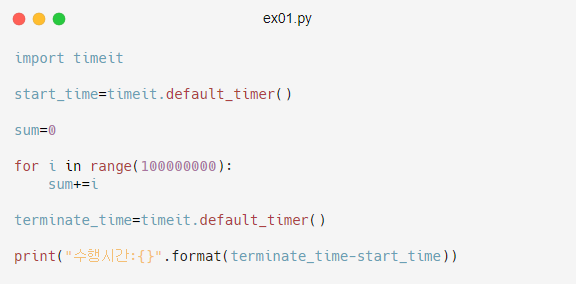 ex01.py
import timeit
start_time=timeit.default_timer()
sum=0
for i in range(100000000):
    sum+=i
terminate_time=timeit.default_timer()
print("수행시간:{}".format(terminate_time-start_time))